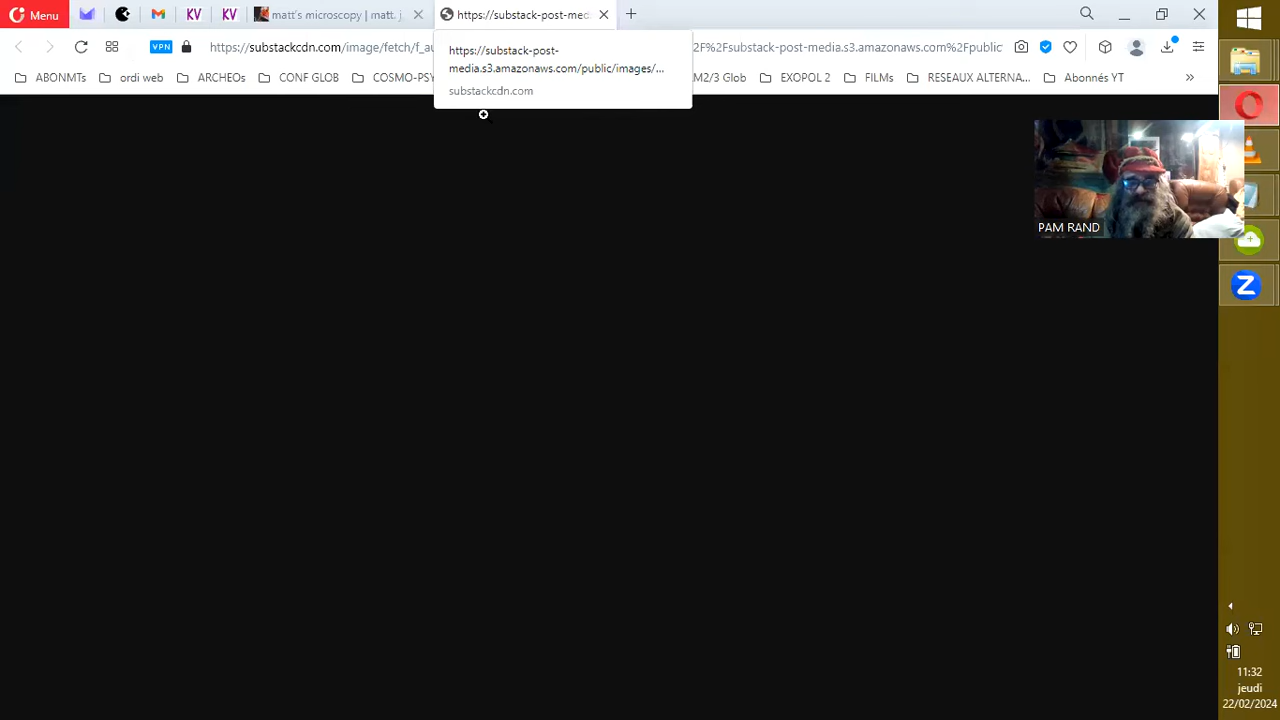 Menu
KV
KV
matt's microscopy | matt. j
https://substack-post-med
VPN
https://substackcdn.com/image/fetch/f_au
2F%2Fsubstack-post-media.s3.amazonaws.com%2Fpublic
https://substack-post-
media.s3.amazonaws.com/public/images/...
substackcdn.com
ABONMTs
ordi web
ARCHEOs
CONF GLOB
COSMO-PSY
M2/3 Glob
EXOPOL 2
FILMs
RESEAUX ALTERNA...
Abonnés YT
»
PAM RAND
Z
11:32
jeudi
22/02/2024